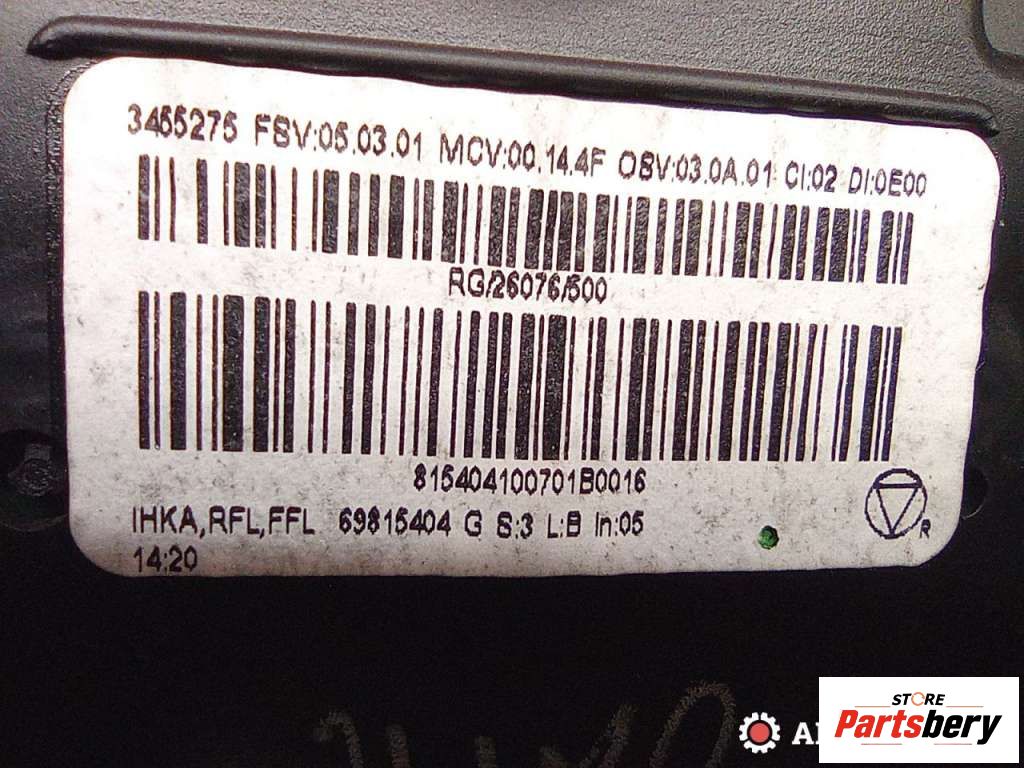 3455275 FSV:05.03.01 MCV:00.14.4F OSV:03.0A.01 CI:02 DI:0E00
RG/26076/500
815404100701B0016
IHKA,RFL,FFL 69815404 G S:3 L:B In:05
R
14:20
STORE
Partsbery